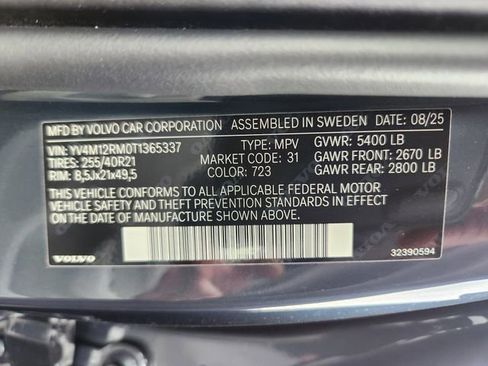 MFD BY VOLVO CAR CORPORATION ASSEMBLED IN SWEDEN DATE: 08/25
VIN: YV4M12RM0T1365337 TYPE: MPV GVWR: 5400 LB
TIRES: 255/40R21 MARKET CODE: 31 GAWR FRONT: 2670 LB
RIM: 8,5Jx21x49,5 COLOR: 723 GAWR REAR: 2800 LB
THIS VEHICLE CONFORMS TO ALL APPLICABLE FEDERAL MOTOR
VEHICLE SAFETY AND THEFT PREVENTION STANDARDS IN EFFECT
ON THE DATE OF MANUFACTURE SHOWN ABOVE
VOLVO 32390594